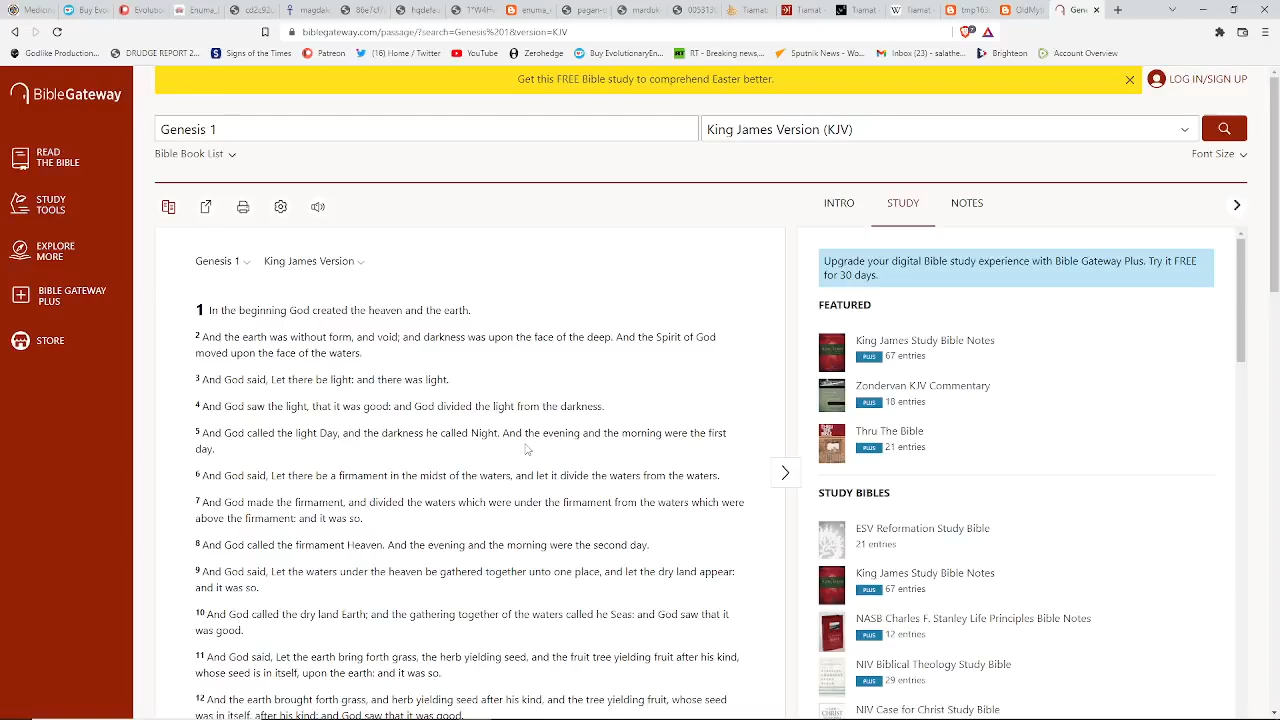 Medicin
Buy Evo
Evolutio
Enuma_I
cd2c92
magdale
86e7cf7
hqdefau
T'W4H-
enuma_
pagan-g
marduk
003135t
Tiamat
Tiamat
Tiamat
Tiamat
tmp163
OldMyt
Gene
biblegateway.com/passage/?search=Genesis%201&version=KJV
Godlike Production...
DRUDGE REPORT 2...
Signs of the Times
Patreon
(16) Home / Twitter
YouTube
Zerohedge
Buy EvolutionaryEn...
RT - Breaking news,...
Sputnik News - Wo...
Inbox (23) - salathe...
Brighteon
Account Overview
Get this FREE Bible study to comprehend Easter better.
LOG IN/SIGN UP
BibleGateway
READ
THE BIBLE
STUDY
TOOLS
EXPLORE
MORE
BIBLE GATEWAY
PLUS
STORE
Genesis 1
King James Version (KJV)
Bible Book List
Font Size
INTRO
STUDY
NOTES
Genesis 1
King James Version
1 In the beginning God created the heaven and the earth.
2 And the earth was without form, and void; and darkness was upon the face of the deep. And the Spirit of God
moved upon the face of the waters.
3 And God said, Let there be light: and there was light.
4 And God saw the light, that it was good: and God divided the light from the darkness.
5 And God called the light Day, and the darkness he called Night. And the evening and the morning were the first
day.
6 And God said, Let there be a firmament in the midst of the waters, and let it divide the waters from the waters.
7 And God made the firmament, and divided the waters which were under the firmament from the waters which were
above the firmament: and it was so.
8 And God called the firmament Heaven. And the evening and the morning were the second day.
9 And God said, Let the waters under the heaven be gathered together unto one place, and let the dry land appear:
and it was so.
10 And God called the dry land Earth; and the gathering together of the waters called he Seas: and God saw that it
was good.
11 And God said, Let the earth bring forth grass, the herb yielding seed, and the fruit tree yielding fruit after his kind,
whose seed is in itself, upon the earth: and it was so.
12 And the earth brought forth grass, and herb yielding seed after his kind, and the tree yielding fruit, whose seed
was in itself, after his kind: and God saw that it was good.
Upgrade your digital Bible study experience with Bible Gateway Plus. Try it FREE
for 30 days.
FEATURED
King James Study Bible Notes
PLUS 67 entries
Zondervan KJV Commentary
PLUS 18 entries
Thru The Bible
PLUS 21 entries
STUDY BIBLES
ESV Reformation Study Bible
21 entries
King James Study Bible Notes
PLUS 67 entries
NASB Charles F. Stanley Life Principles Bible Notes
PLUS 12 entries
NIV Biblical Theology Study Bible
PLUS 29 entries
NIV Case for Christ Study Bible